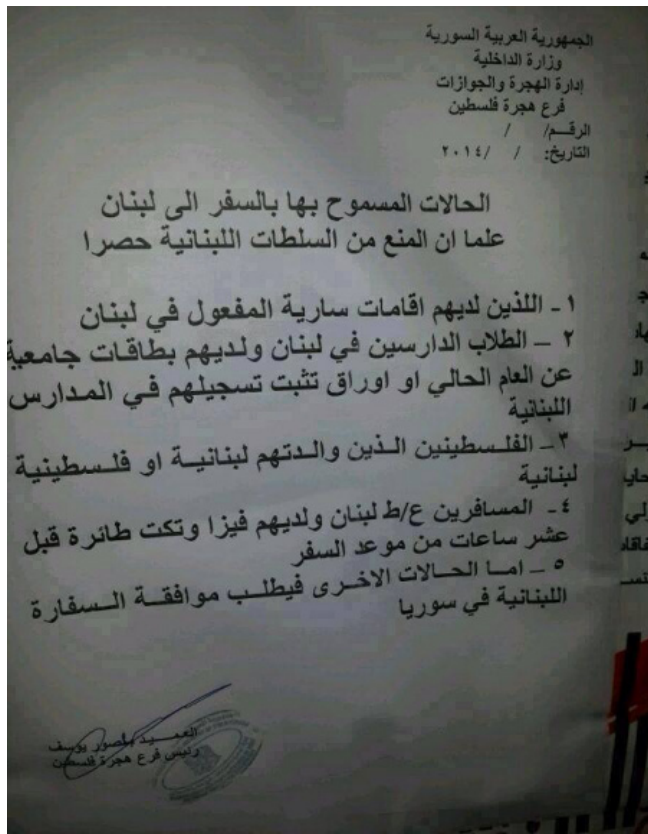 الجمهورية العربية السورية
وزارة الداخلية
إدارة الهجرة والجوازات
فرع هجرة فلسطين
الرقـــم/     /
التاريخ:     /     /٢٠١٤
الحالات المسموح بها بالسفر الى لبنان
علما ان المنع من السلطات اللبنانية حصرا
١ - اللذين لديهم اقامات سارية المفعول في لبنان
٢ – الطلاب الدارسين في لبنان ولديهم بطاقات جامعية
عن العام الحالي او اوراق تثبت تسجيلهم في المدارس
اللبنانية
٣ – الفلسطينين الذين والدتهم لبنانية او فلسطينية
لبنانية
٤- المسافرين ع/ط لبنان ولديهم فيزا وتكت طائرة قبل
عشر ساعات من موعد السفر
٥ – اما الحالات الاخرى فيطلب موافقة السفارة
اللبنانية في سوريا
العميد منصور يوسف
رئيس فرع هجرة فلسطين